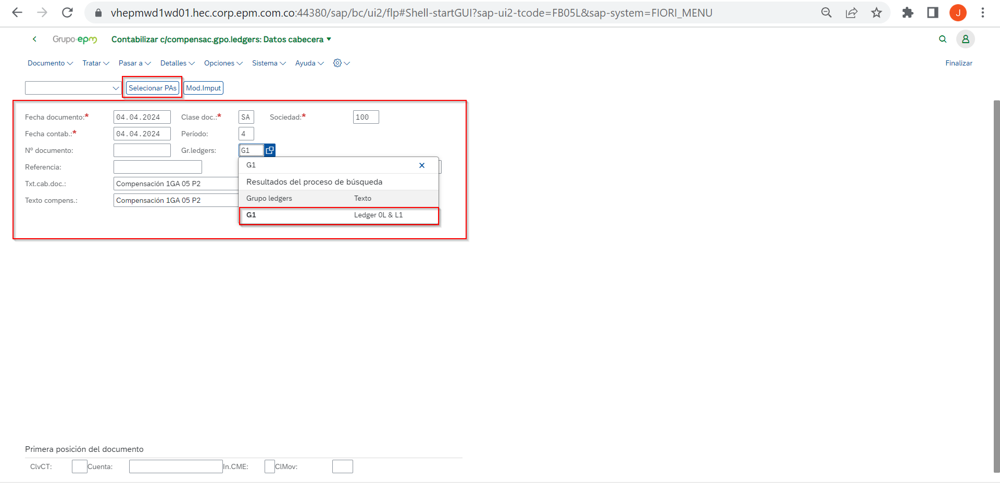 vhepmwd1wd01.hec.corp.epm.com.co:44380/sap/bc/ui2/flp#Shell-startGUI?sap-ui2-tcode=FB05L&sap-system=FIORI_MENU
J
Grupo·epm Contabilizar c/compensac.gpo.ledgers: Datos cabecera
Documento Tratar Pasar a Detalles Opciones Sistema Ayuda Finalizar
Selecionar PAs Mod.Imput
Fecha documento:* 04.04.2024 Clase doc.:* SA Sociedad:* 100
Fecha contab.:* 04.04.2024 Período: 4
Nº documento: Gr.ledgers: G1
Referencia: G1
Resultados del proceso de búsqueda
Txt.cab.doc.: Compensación 1GA 05 P2
Texto compens.: Compensación 1GA 05 P2 Grupo ledgers Texto
G1 Ledger 0L & L1
Primera posición del documento
ClvCT: Cuenta: In.CME: ClMov: